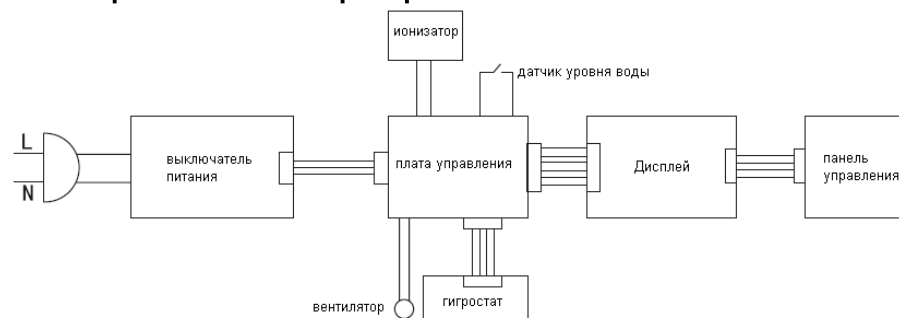 ионизатор
датчик уровня воды
L
N
выключатель
питания
плата управления
Дисплей
панель
управления
вентилятор
гигростат